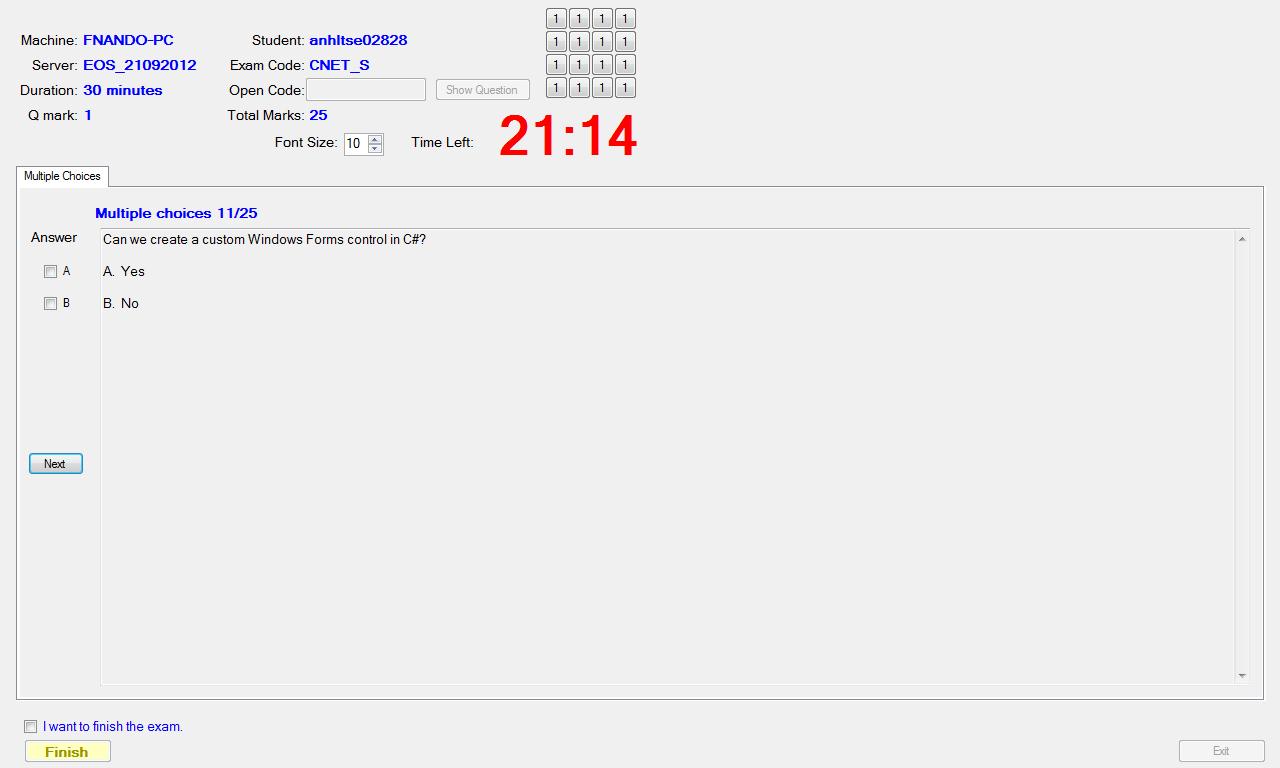 Machine: FNANDO-PC Student: anhltse02828
Server: EOS_21092012 Exam Code: CNET_S
Duration: 30 minutes Open Code: Show Question
Q mark: 1 Total Marks: 25
Font Size: 10 Time Left: 21:14
1 1 1 1
1 1 1 1
1 1 1 1
1 1 1 1
Multiple Choices
Multiple choices 11/25
Answer
Can we create a custom Windows Forms control in C#?
A A. Yes
B B. No
Next
I want to finish the exam.
Finish Exit